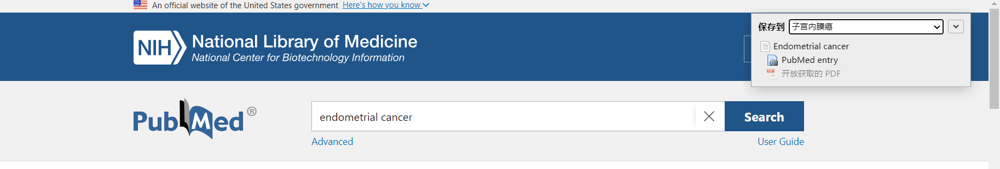 An official website of the United States government Here's how you know
保存到 子宫内膜癌
NIH National Library of Medicine
National Center for Biotechnology Information
Endometrial cancer
PubMed entry
开放获取的 PDF
PubMed®
endometrial cancer
Search
Advanced
User Guide